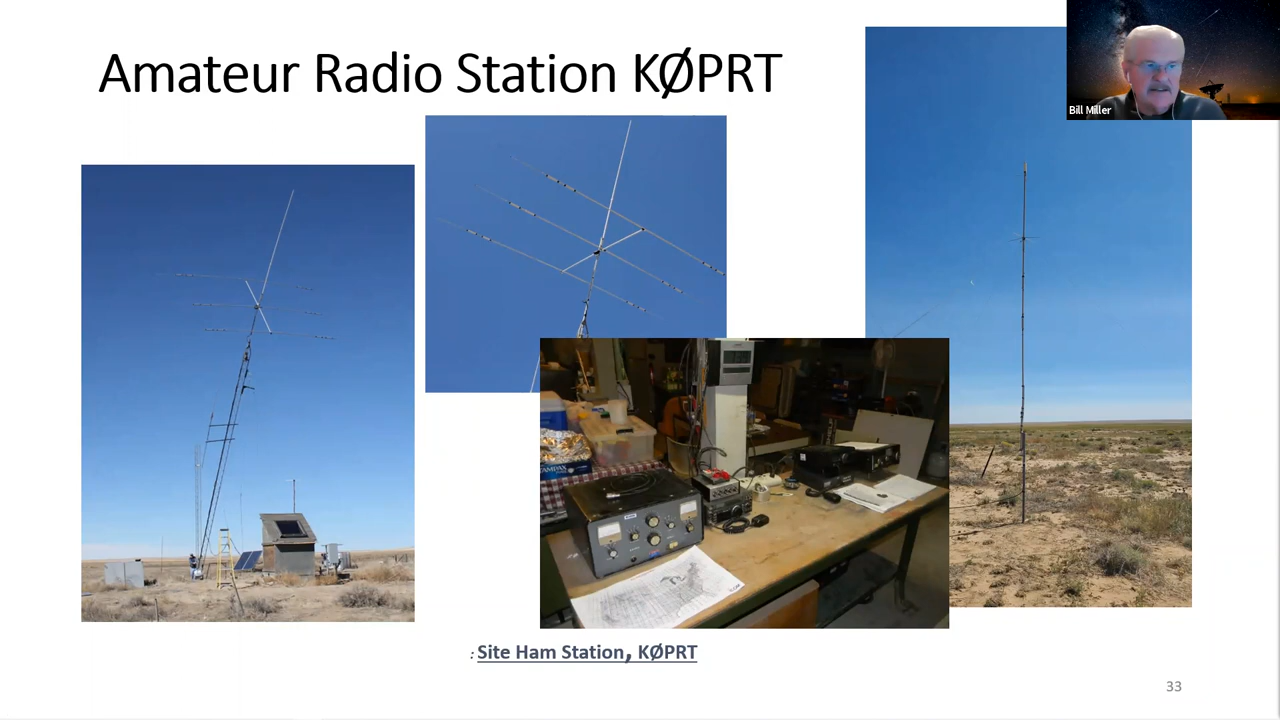 Amateur Radio Station KØPRT
Bill Miller
: Site Ham Station, KØPRT
33